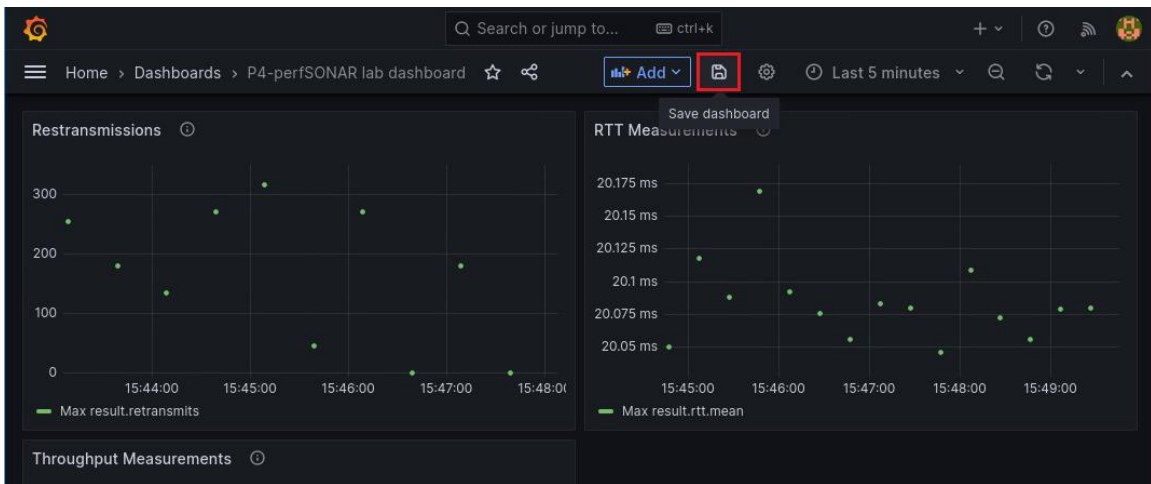 Search or jump to... ctrl+k
Home > Dashboards > P4-perfSONAR lab dashboard Add Last 5 minutes
Save dashboard
Restransmissions
300
200
100
0
15:44:00 15:45:00 15:46:00 15:47:00 15:48:00
Max result.retransmits
RTT Measurements
20.175 ms
20.15 ms
20.125 ms
20.1 ms
20.075 ms
20.05 ms
15:45:00 15:46:00 15:47:00 15:48:00 15:49:00
Max result.rtt.mean
Throughput Measurements